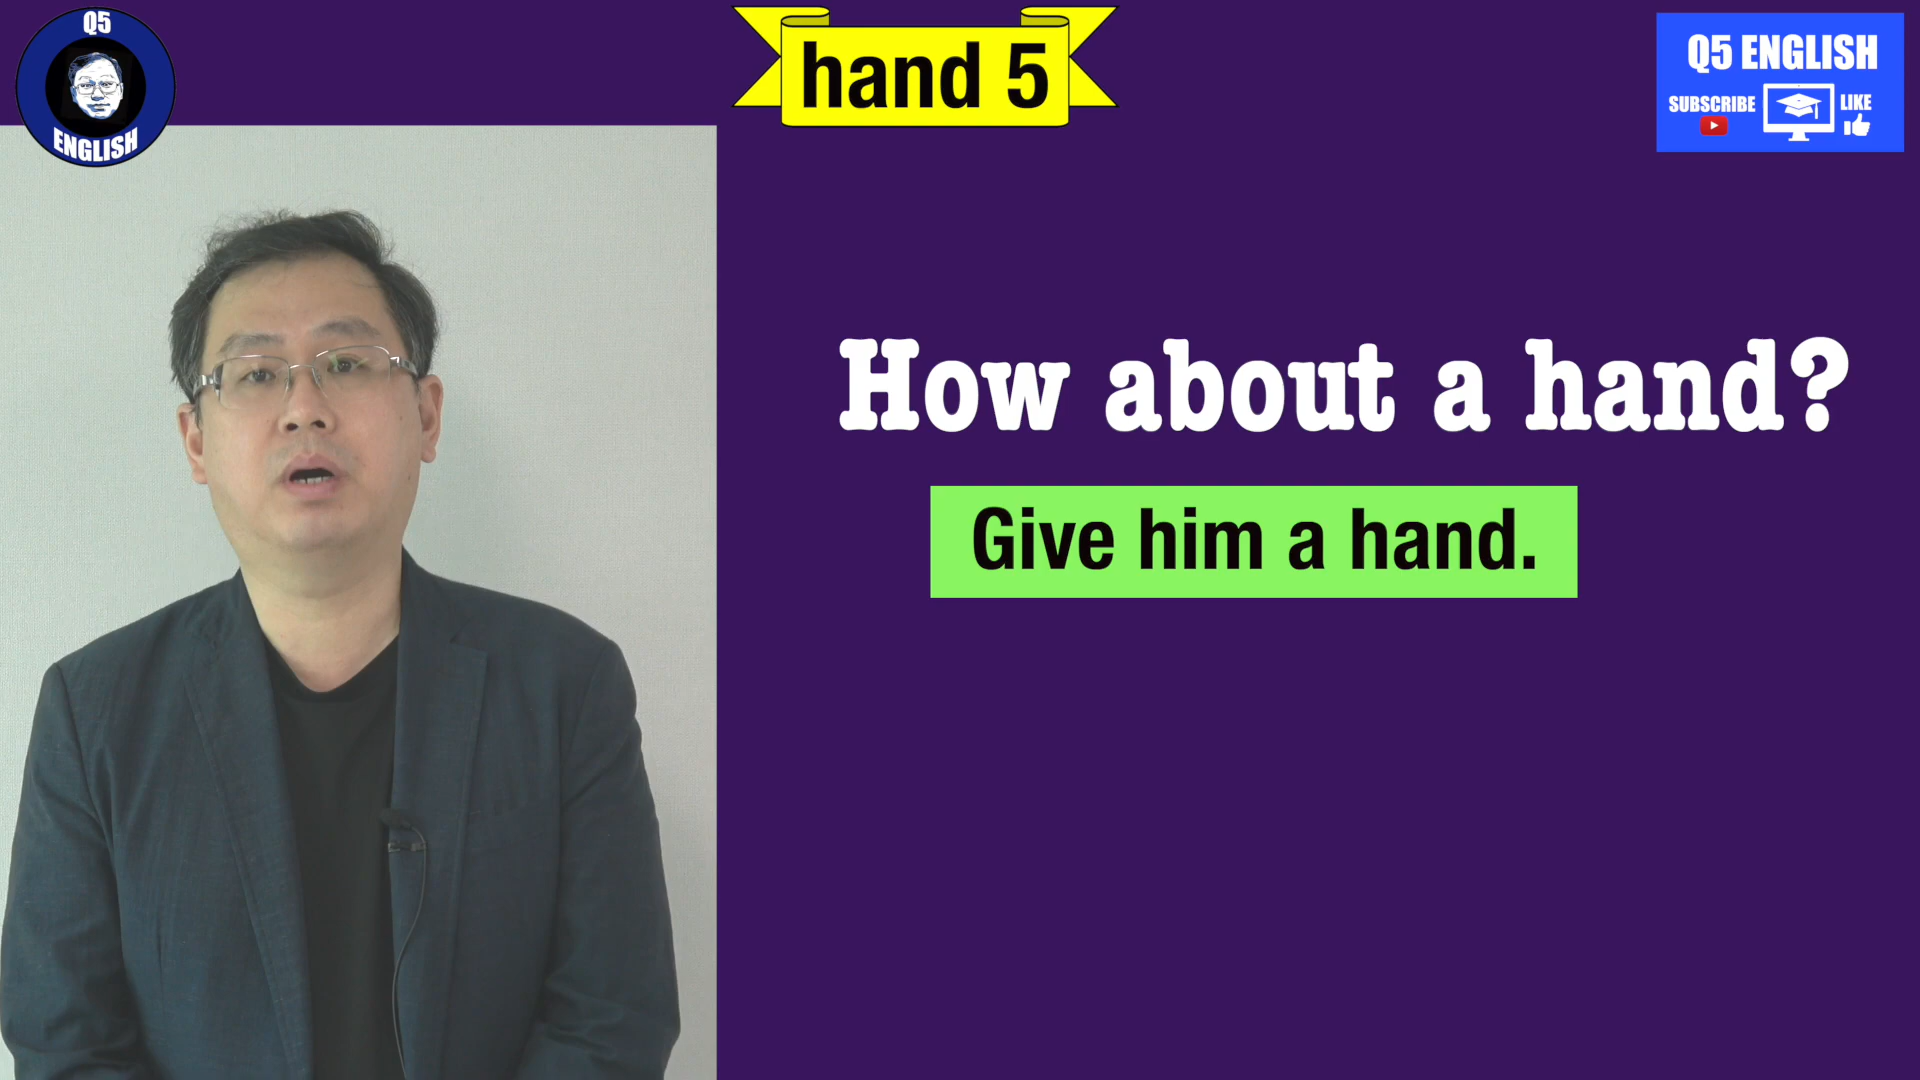 Q5
ENGLISH
hand 5
Q5 ENGLISH
SUBSCRIBE
LIKE
How about a hand?
Give him a hand.